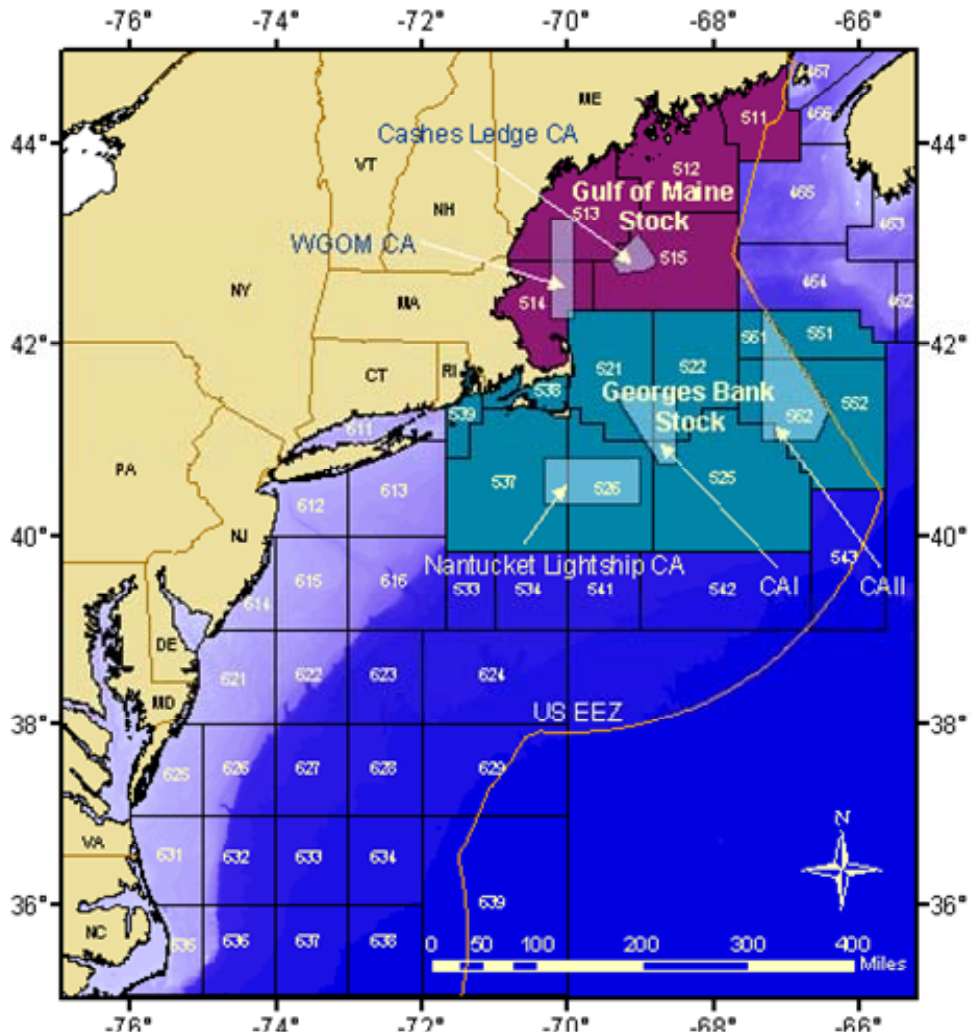 -76° -74° -72° -70° -68° -66°
467
ME
511
466
44° 44°
Cashes Ledge CA
VT
512
465
Gulf of Maine
Stock
NH
513
463
WGOM CA
515
464
NY
MA
514
462
42° 42°
561 551
CT
RI
521 522
552
Georges Bank
Stock
538
539
562
611
PA
537
526
525
613
612
NJ
40° 40°
543
Nantucket Lightship CA
CAI
CAII
615 616
533 534 541 542
614
DE
621 622 623 624
MD
US EEZ
38° 38°
625 626 627 628 629
VA
631 632 633 634
N
36° 36°
639
NC
635 636 637 638
0 50 100 200 300 400
Miles
-76° -74° -72° -70° -68° -66°